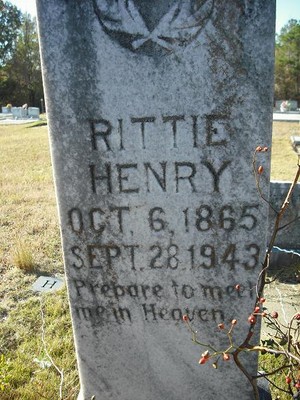 RITTIE
HENRY
OCT. 6, 1865
SEPT. 28, 1943
Prepare to meet
me in Heaven
H